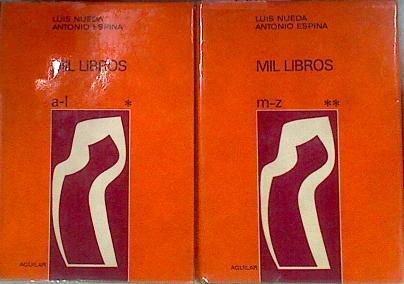 LUIS NUEDA
ANTONIO ESPINA
MIL LIBROS
a-l *
AGUILAR
LUIS NUEDA
ANTONIO ESPINA
MIL LIBROS
m-z **
AGUILAR